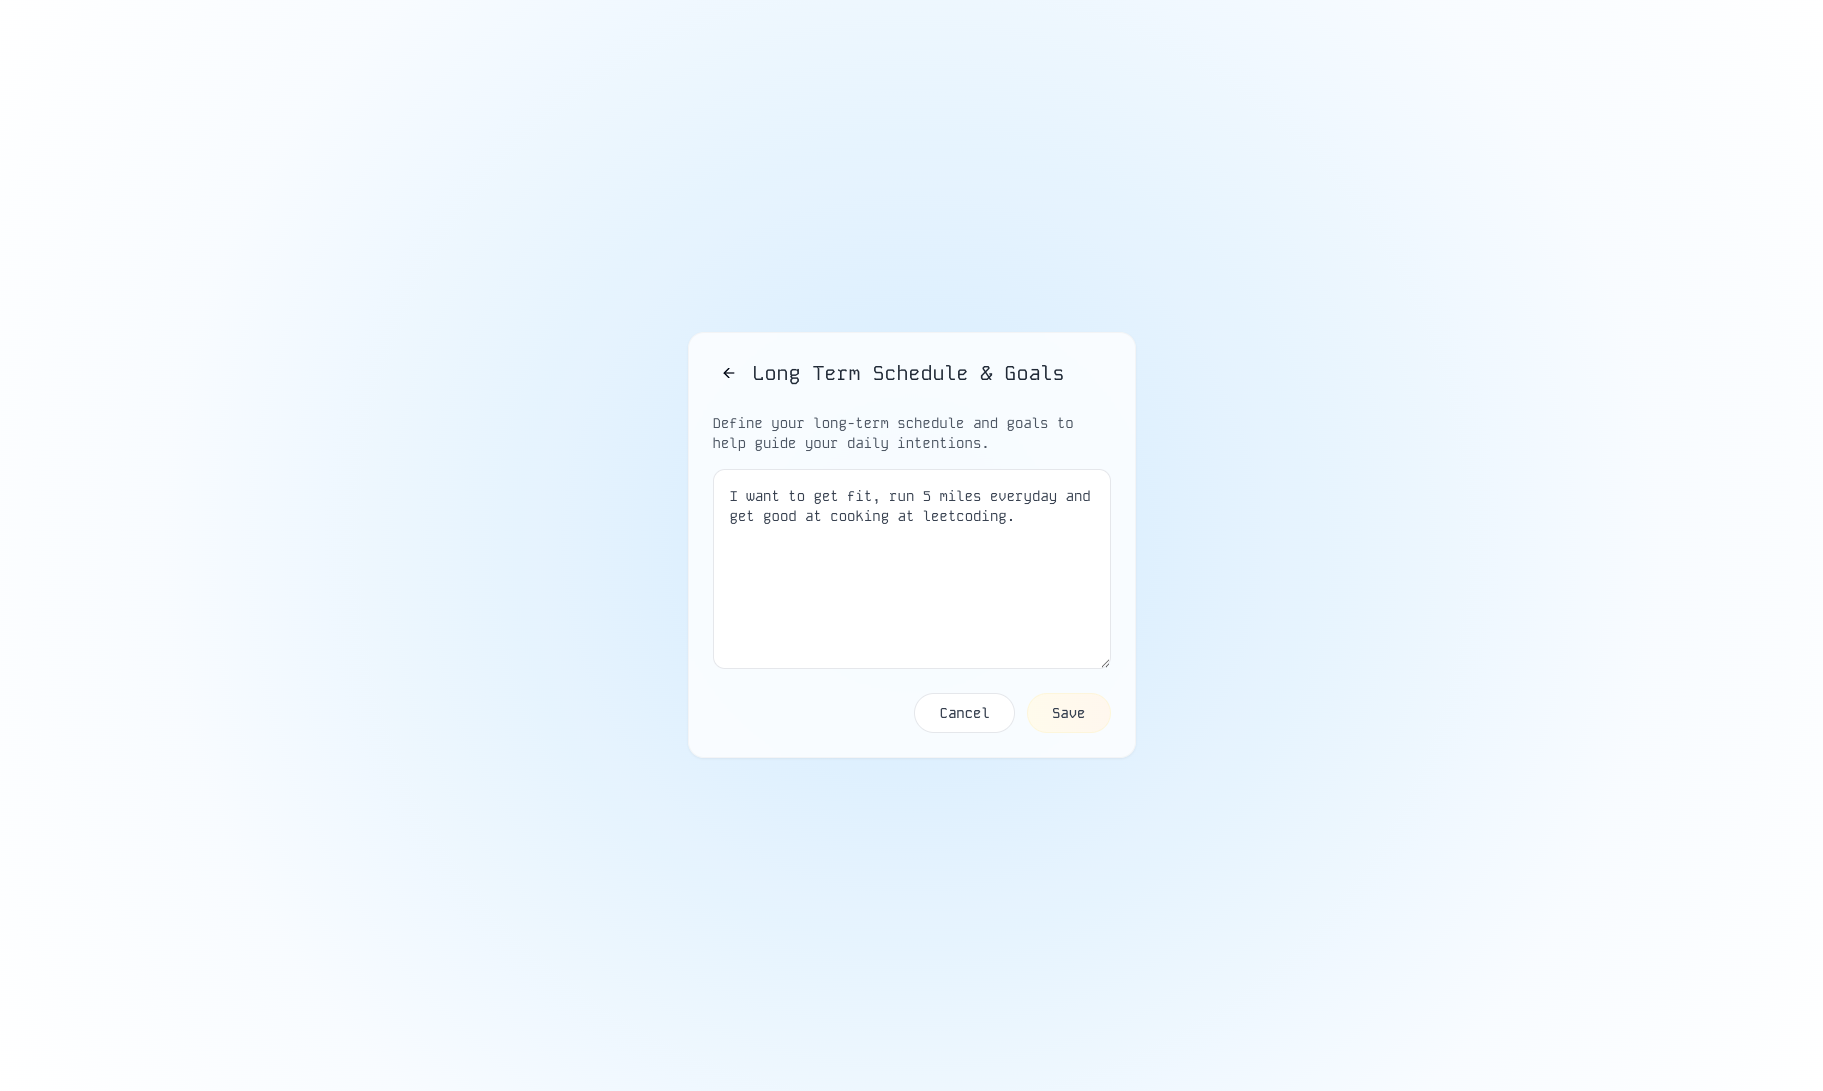 Long Term Schedule & Goals
Define your long-term schedule and goals to
help guide your daily intentions.
I want to get fit, run 5 miles everyday and
get good at cooking at leetcoding.
Cancel
Save